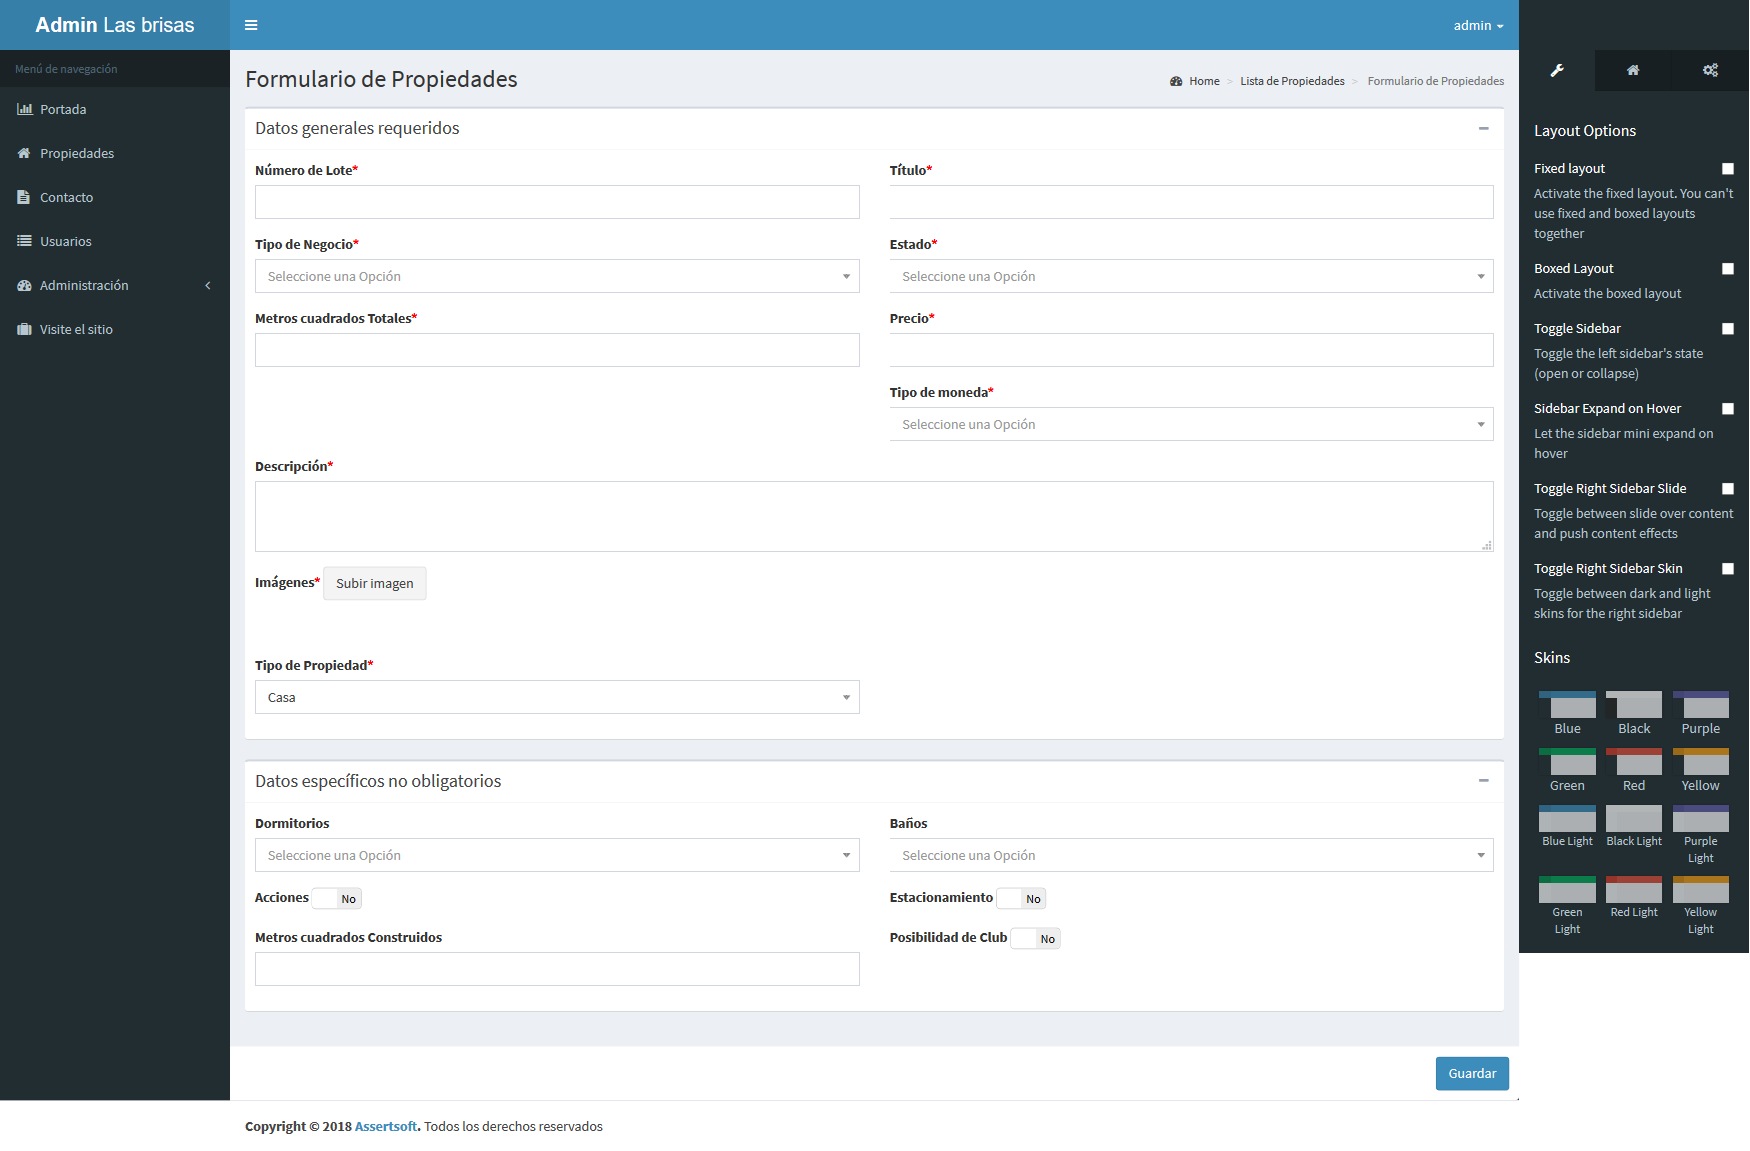 Admin Las brisas
admin
Menú de navegación
Portada
Propiedades
Contacto
Usuarios
Administración
Visite el sitio
Formulario de Propiedades
Home > Lista de Propiedades > Formulario de Propiedades
Datos generales requeridos
Número de Lote*
Título*
Tipo de Negocio*
Estado*
Seleccione una Opción
Seleccione una Opción
Metros cuadrados Totales*
Precio*
Tipo de moneda*
Seleccione una Opción
Descripción*
Imágenes* Subir imagen
Tipo de Propiedad*
Casa
Datos específicos no obligatorios
Dormitorios
Baños
Seleccione una Opción
Seleccione una Opción
Acciones No
Estacionamiento No
Metros cuadrados Construidos
Posibilidad de Club No
Guardar
Copyright © 2018 Assertsoft. Todos los derechos reservados
Layout Options
Fixed layout
Activate the fixed layout. You can't
use fixed and boxed layouts
together
Boxed Layout
Activate the boxed layout
Toggle Sidebar
Toggle the left sidebar's state
(open or collapse)
Sidebar Expand on Hover
Let the sidebar mini expand on
hover
Toggle Right Sidebar Slide
Toggle between slide over content
and push content effects
Toggle Right Sidebar Skin
Toggle between dark and light
skins for the right sidebar
Skins
Blue
Black
Purple
Green
Red
Yellow
Blue Light
Black Light
Purple
Light
Green
Light
Red Light
Yellow
Light